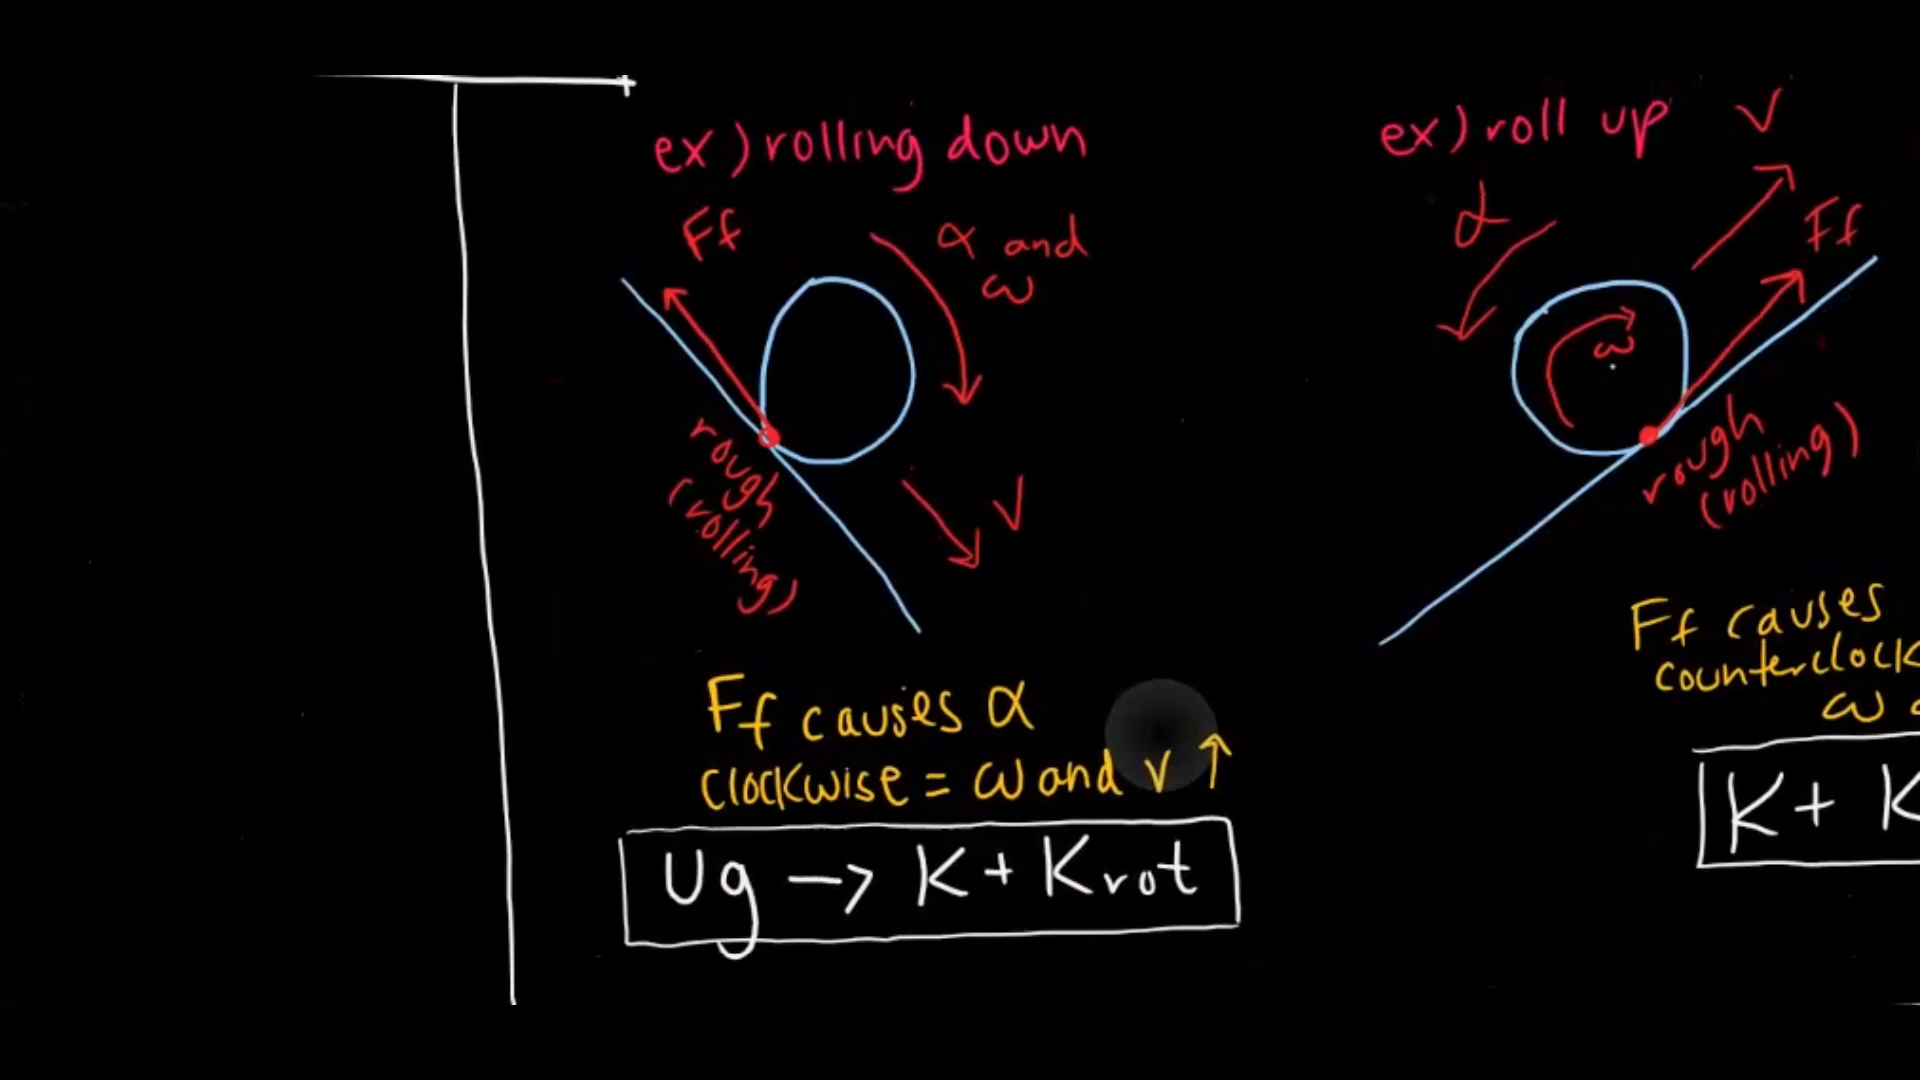 ex) rolling down
Ff
α and
ω
rough
(rolling)
V
Ff causes α
clockwise = ω and v ↑
Ug -> K + Krot
ex) roll up
V
α
Ff
ω
rough
(rolling)
Ff causes
counterclock
ω
K + K